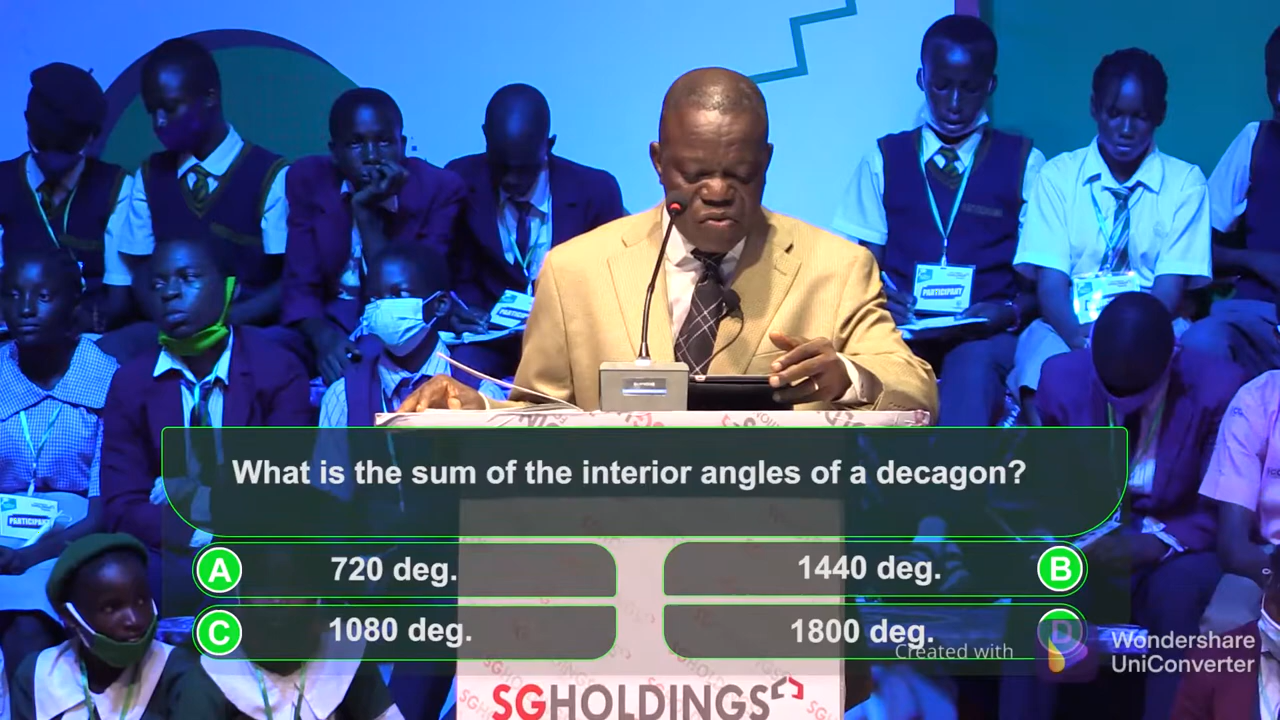 PARTICIPANT
PARTICIPANT
What is the sum of the interior angles of a decagon?
A 720 deg.
1440 deg. B
C 1080 deg.
1800 deg. D
Created with
Wondershare
UniConverter
SGHOLDINGS